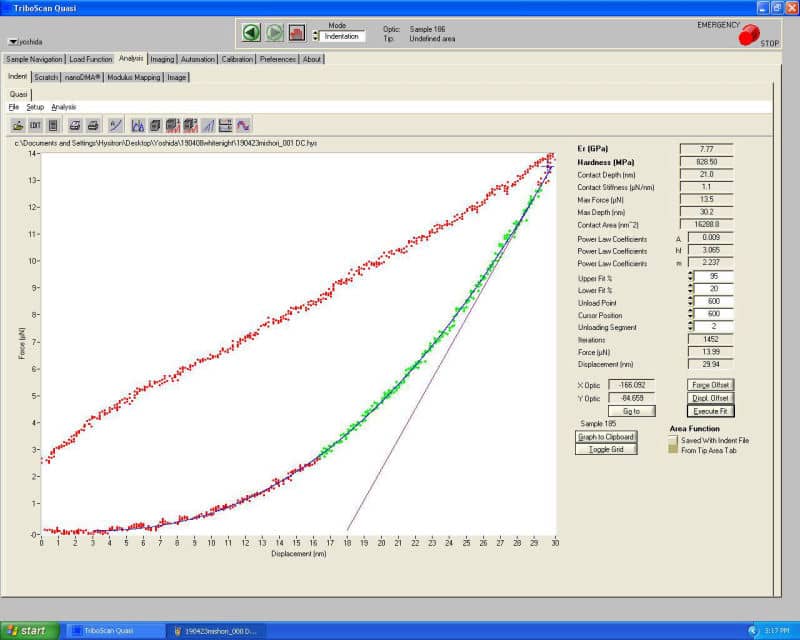 TriboScan Quasi
yoshida
Mode
Indentation
Optic: Sample 186
Tip: Undefined area
EMERGENCY
STOP
Sample Navigation Load Function Analysis Imaging Automation Calibration Preferences About
Indent Scratch nanoDMA® Modulus Mapping Image
Quasi
File Setup Analysis
EDIT
c:\Documents and Settings\Hysitron\Desktop\Yoshida\190408whitenight\190423mishori_001 DC.hys
14
13
12
11
10
9
8
7
6
5
4
3
2
1
-0
Force (µN)
0 1 2 3 4 5 6 7 8 9 10 11 12 13 14 15 16 17 18 19 20 21 22 23 24 25 26 27 28 29 30
Displacement (nm)
Er (GPa) 7.77
Hardness (MPa) 828.50
Contact Depth (nm) 21.0
Contact Stiffness (µN/nm) 1.1
Max Force (µN) 13.5
Max Depth (nm) 30.2
Contact Area (nm^2) 16288.8
Power Law Coefficients A 0.009
Power Law Coefficients hf 3.065
Power Law Coefficients m 2.237
Upper Fit % 95
Lower Fit % 20
Unload Point 600
Cursor Position 600
Unloading Segment 2
Iterations 1452
Force (µN) 13.99
Displacement (nm) 29.94
X Optic -166.092 Force Offset
Y Optic -84.659 Displ. Offset
Go to Execute Fit
Sample 185
Graph to Clipboard
Toggle Grid
Area Function
Saved With Indent File
From Tip Area Tab
start TriboScan Quasi 190423mishori_000 D... 3:17 PM